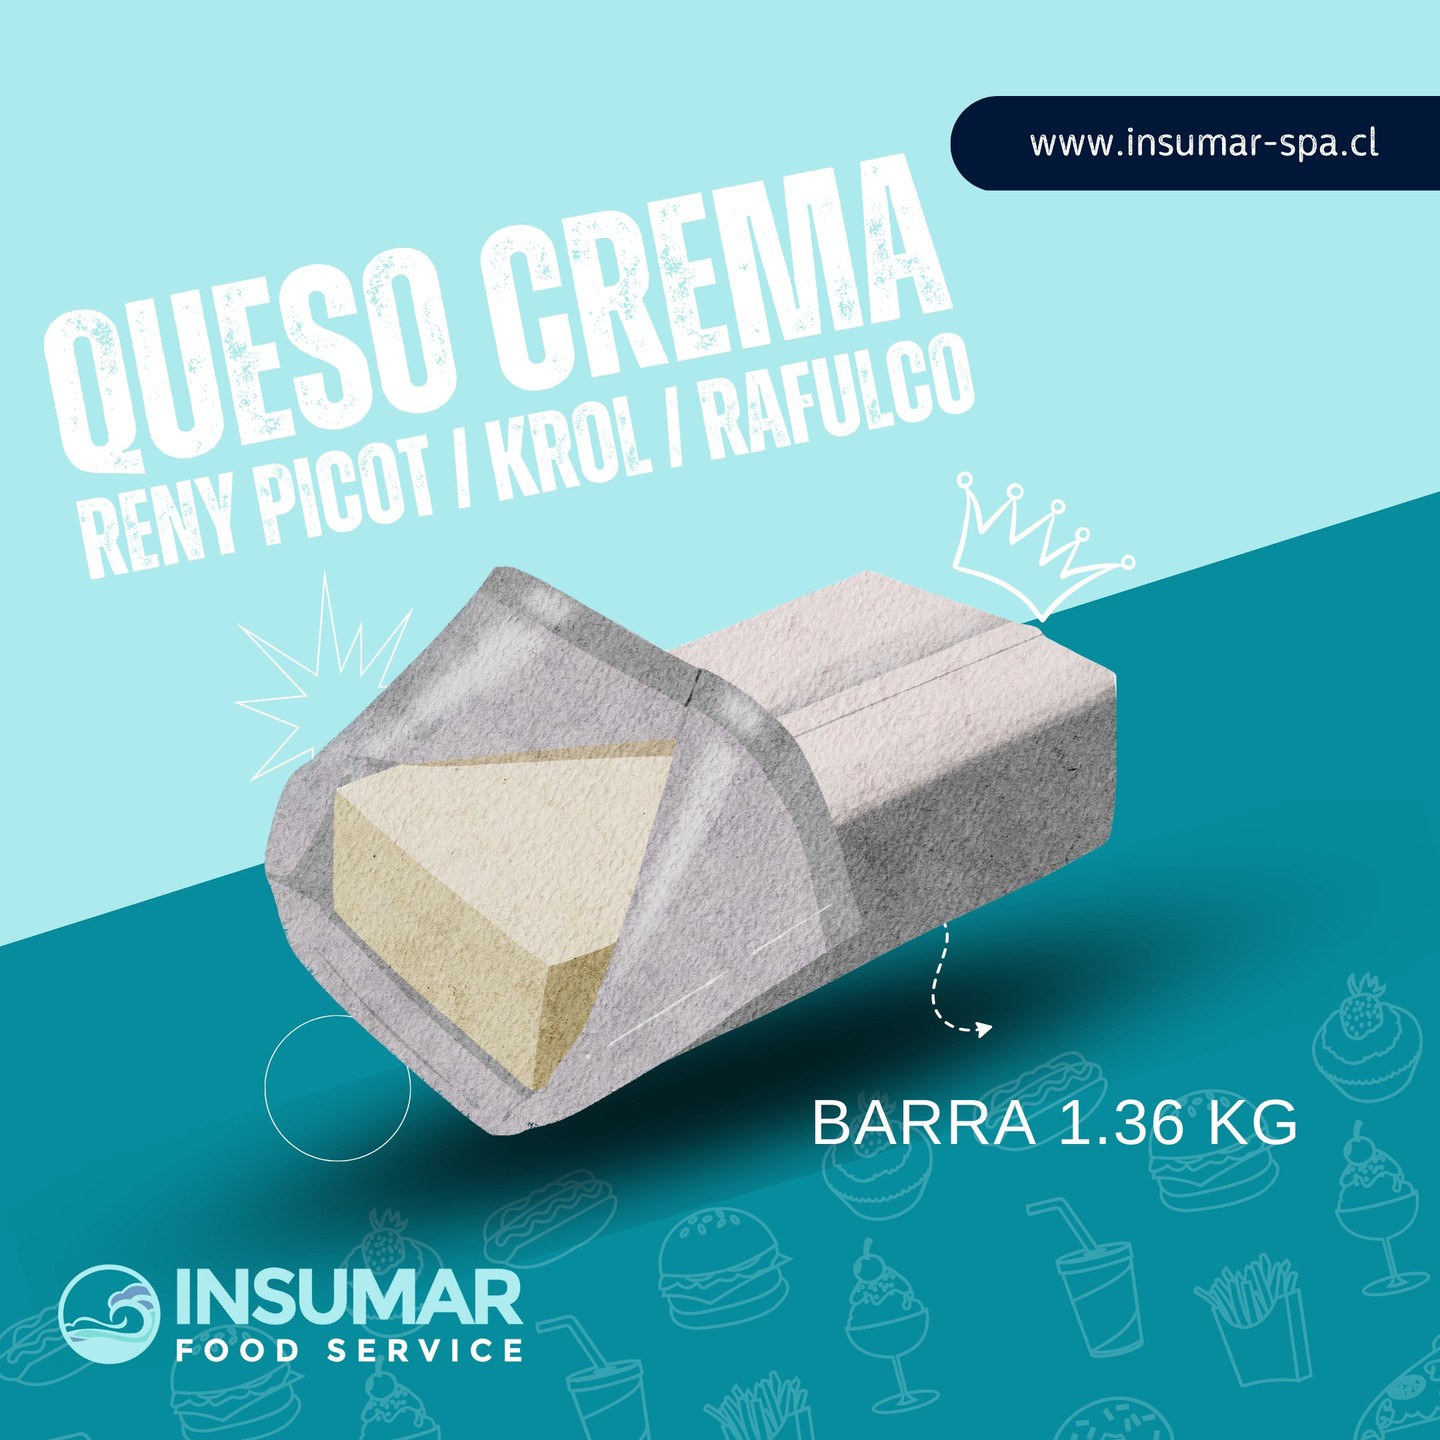 www.insumar-spa.cl
QUESO CREMA
RENY PICOT / KROL / RAFULCO
BARRA 1.36 KG
INSUMAR
FOOD SERVICE